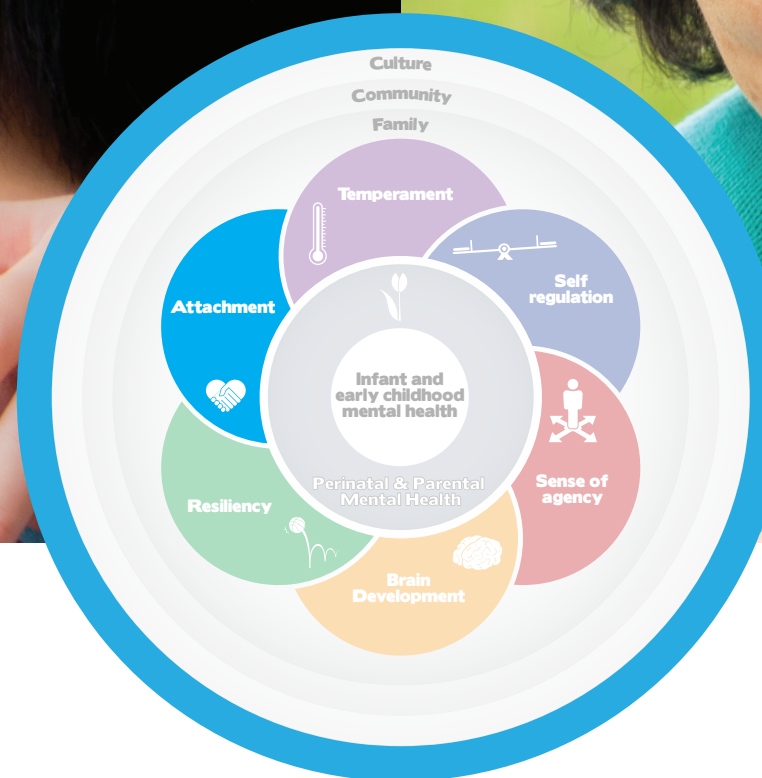 Culture
Community
Family
Temperament
Self
regulation
Attachment
Infant and
early childhood
mental health
Sense of
agency
Perinatal & Parental
Mental Health
Resiliency
Brain
Development